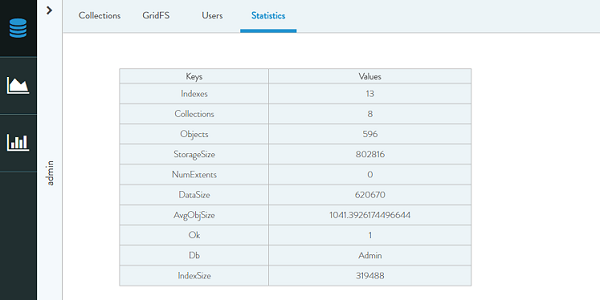 Collections GridFS Users Statistics
admin
Keys Values
Indexes 13
Collections 8
Objects 596
StorageSize 802816
NumExtents 0
DataSize 620670
AvgObjSize 1041.3926174496644
Ok 1
Db Admin
IndexSize 319488